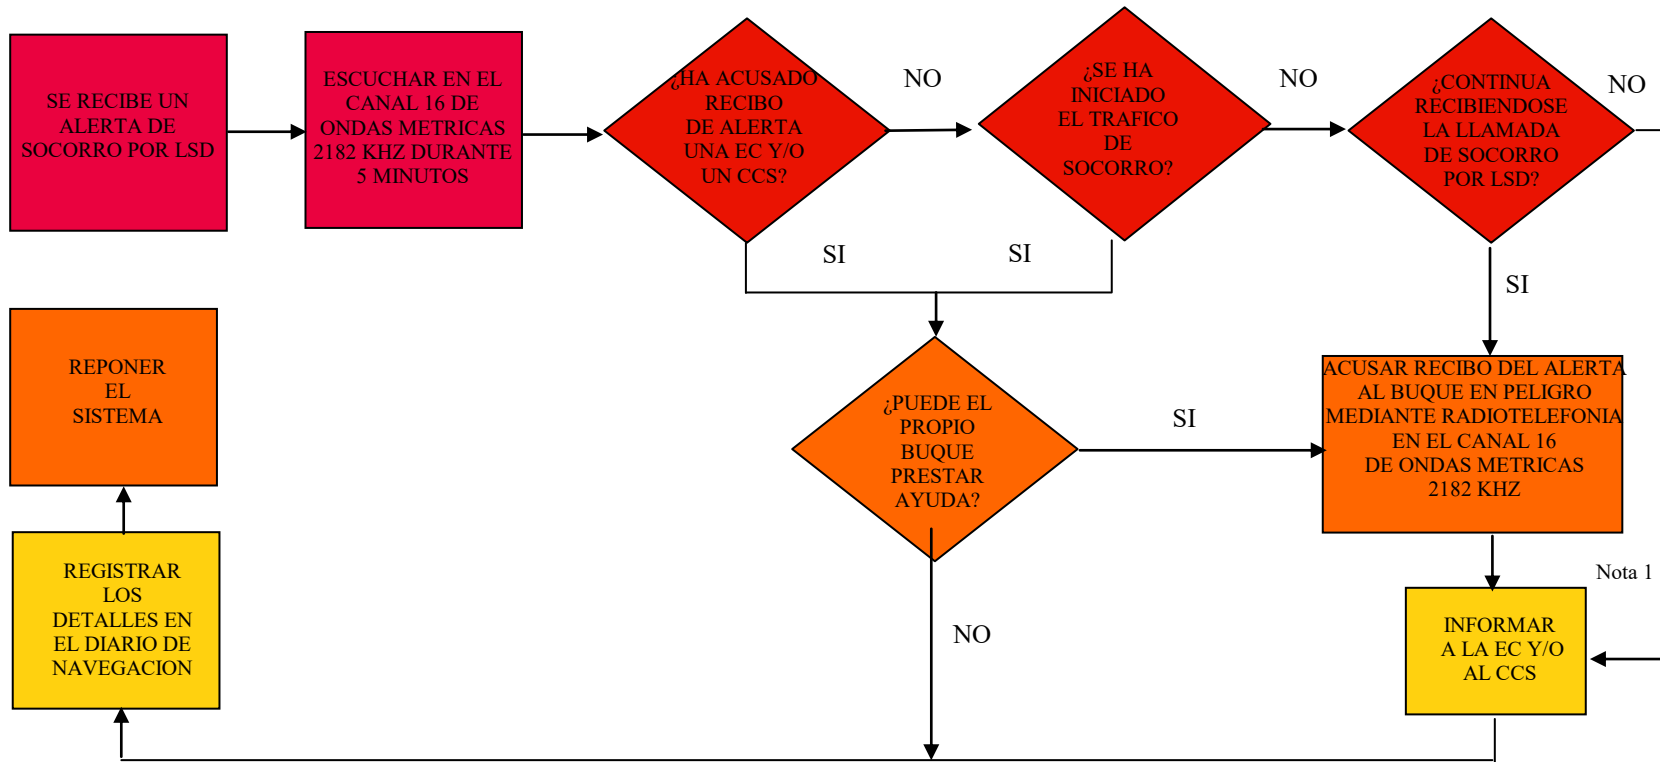 SE RECIBE UN
ALERTA DE
SOCORRO POR LSD
ESCUCHAR EN EL
CANAL 16 DE
ONDAS METRICAS
2182 KHZ DURANTE
5 MINUTOS
¿HA ACUSADO
RECIBO
DE ALERTA
UNA EC Y/O
UN CCS?
NO
¿SE HA
INICIADO
EL TRAFICO
DE
SOCORRO?
NO
¿CONTINUA
RECIBIENDOSE
LA LLAMADA
DE SOCORRO
POR LSD?
NO
SI
SI
SI
¿PUEDE EL
PROPIO
BUQUE
PRESTAR
AYUDA?
SI
NO
ACUSAR RECIBO DEL ALERTA
AL BUQUE EN PELIGRO
MEDIANTE RADIOTELEFONIA
EN EL CANAL 16
DE ONDAS METRICAS
2182 KHZ
Nota 1
INFORMAR
A LA EC Y/O
AL CCS
REGISTRAR
LOS
DETALLES EN
EL DIARIO DE
NAVEGACION
REPONER
EL
SISTEMA